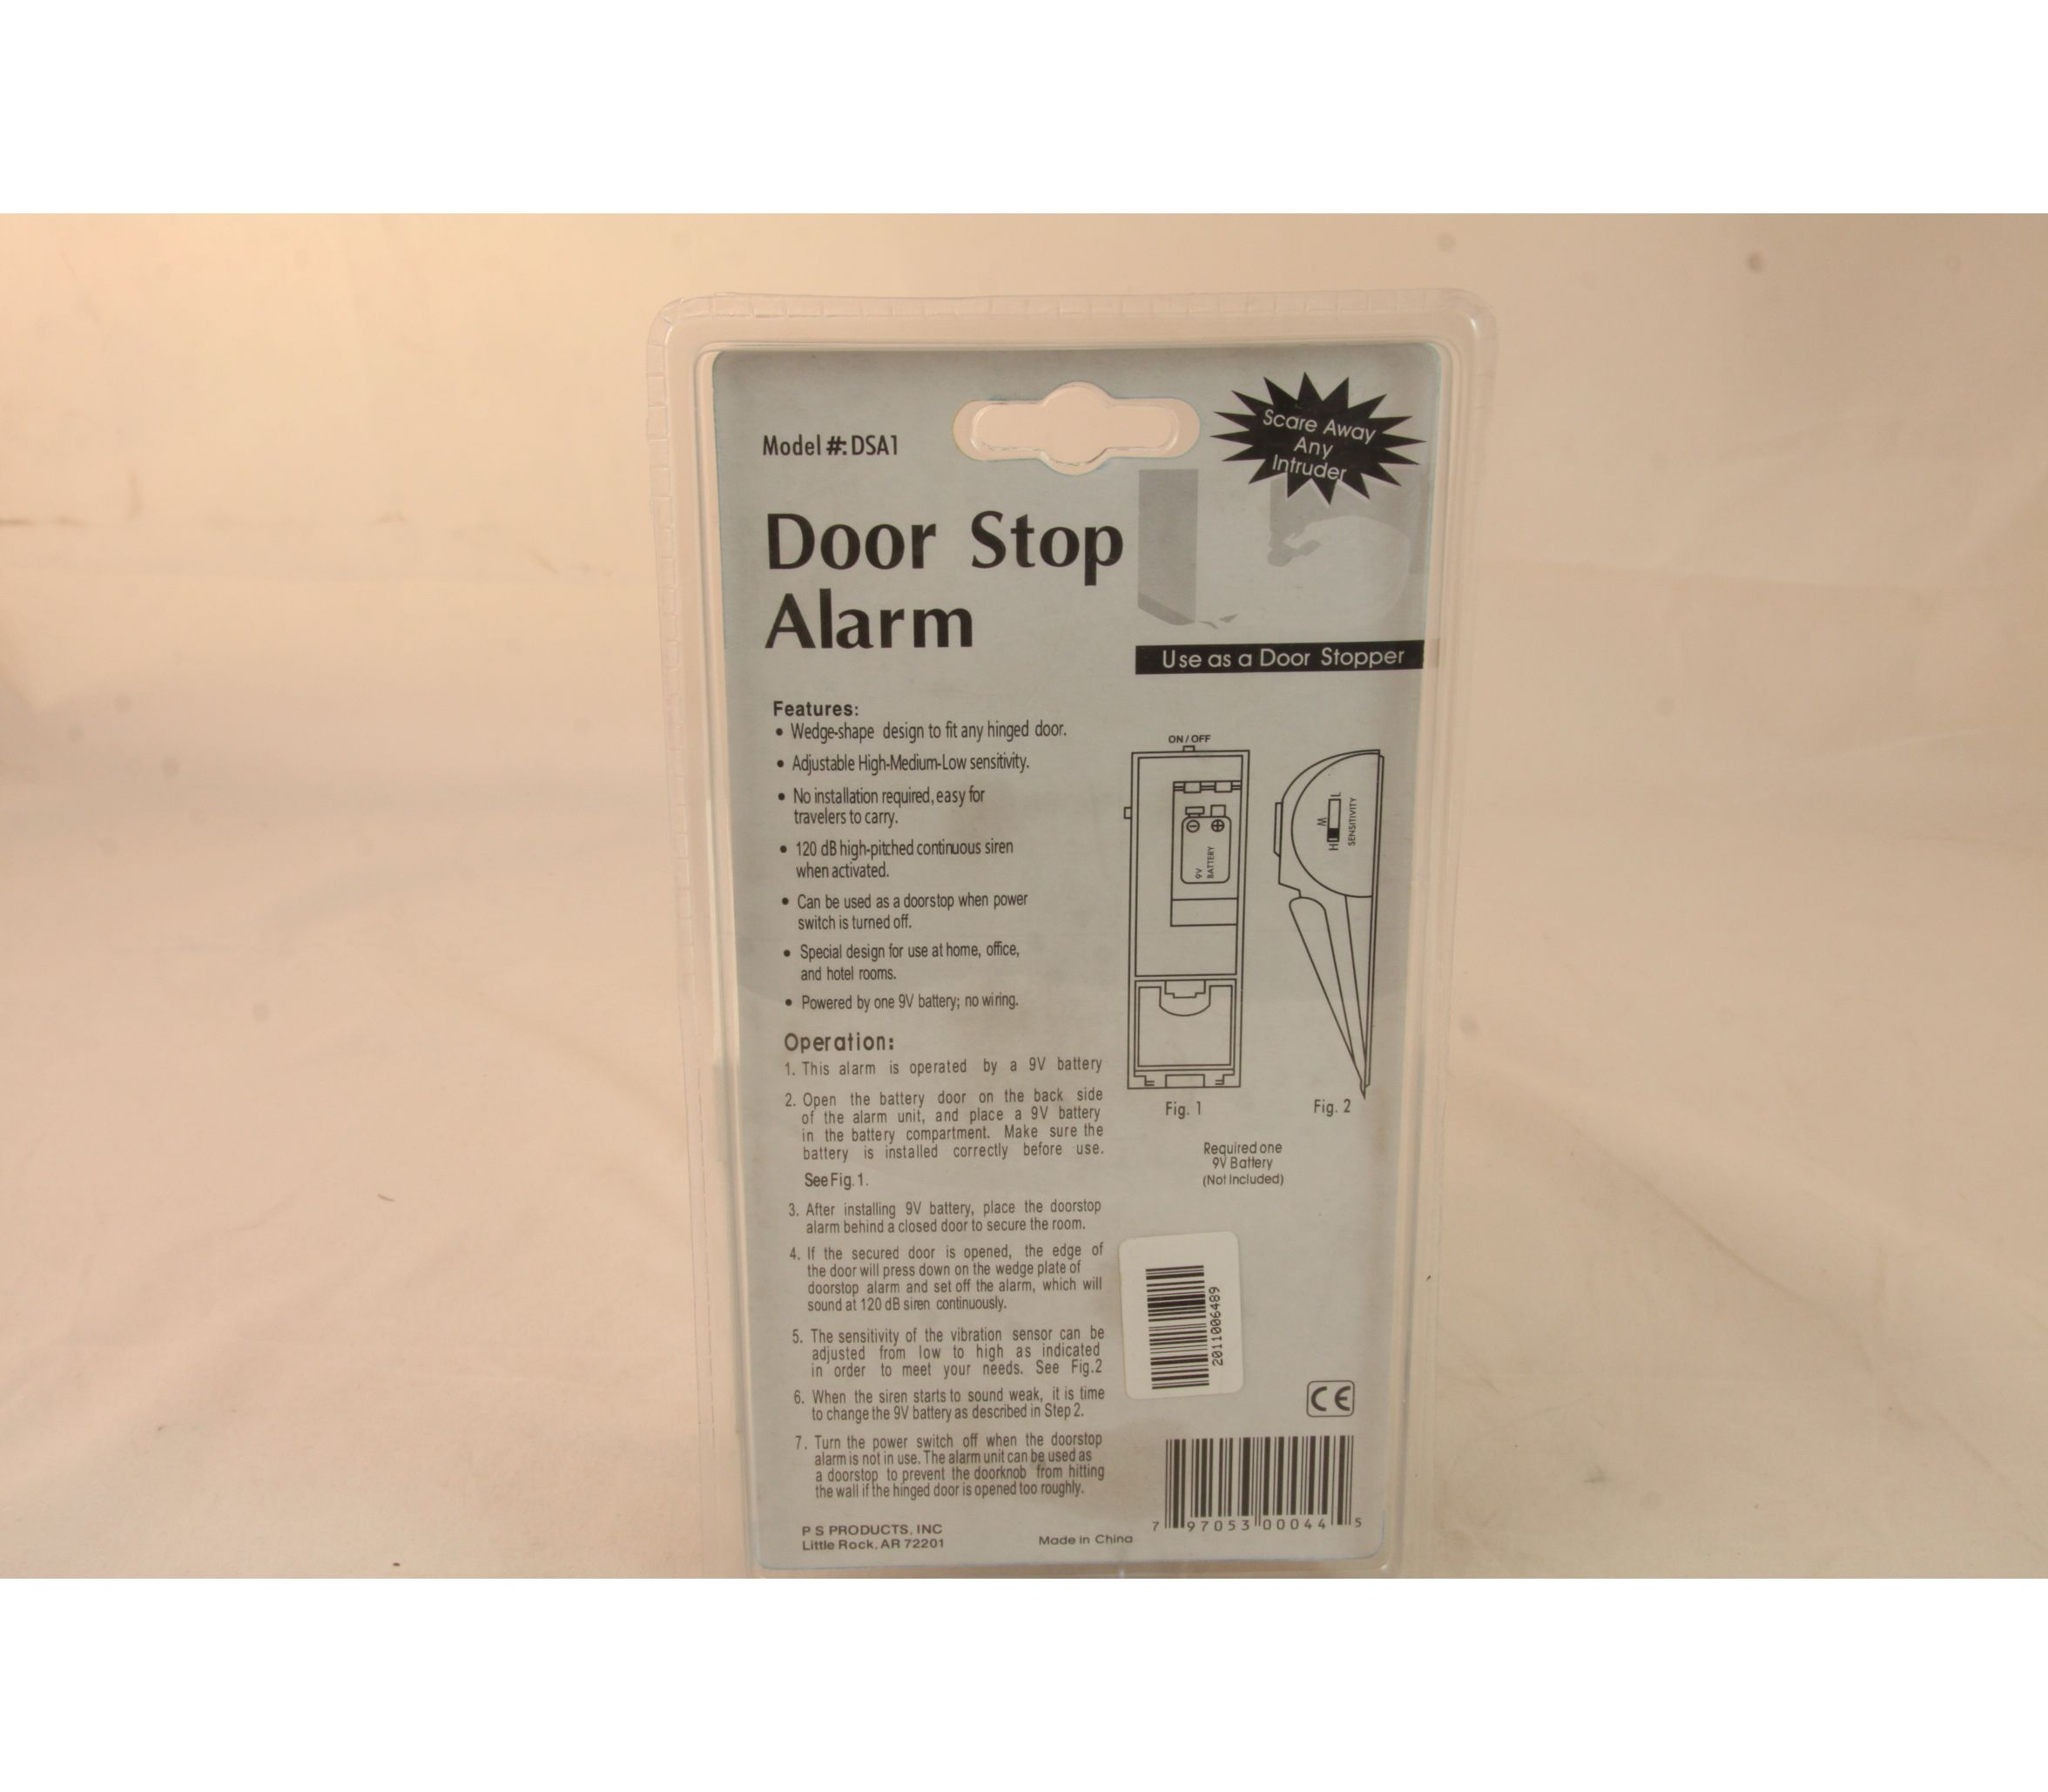 Model #: DSA1
Scare Away
Any
Intruder
Door Stop
Alarm
Use as a Door Stopper
Features:
• Wedge-shape design to fit any hinged door.
• Adjustable High-Medium-Low sensitivity.
• No installation required, easy for
travelers to carry.
• 120 dB high-pitched continuous siren
when activated.
• Can be used as a doorstop when power
switch is turned off.
• Special design for use at home, office,
and hotel rooms.
• Powered by one 9V battery; no wiring.
Operation:
1. This alarm is operated by a 9V battery
2. Open the battery door on the back side
of the alarm unit, and place a 9V battery
in the battery compartment. Make sure the
battery is installed correctly before use.
See Fig. 1.
3. After installing 9V battery, place the doorstop
alarm behind a closed door to secure the room.
4. If the secured door is opened, the edge of
the door will press down on the wedge plate of
doorstop alarm and set off the alarm, which will
sound at 120 dB siren continuously.
5. The sensitivity of the vibration sensor can be
adjusted from low to high as indicated
in order to meet your needs. See Fig.2
6. When the siren starts to sound weak, it is time
to change the 9V battery as described in Step 2.
7. Turn the power switch off when the doorstop
alarm is not in use. The alarm unit can be used as
a doorstop to prevent the doorknob from hitting
the wall if the hinged door is opened too roughly.
P S PRODUCTS, INC
Little Rock, AR 72201
Made in China
ON / OFF
9V
BATTERY
H M L
SENSITIVITY
Fig. 1
Fig. 2
Required one
9V Battery
(Not Included)
2011006489
CE
7 97053 00044 5